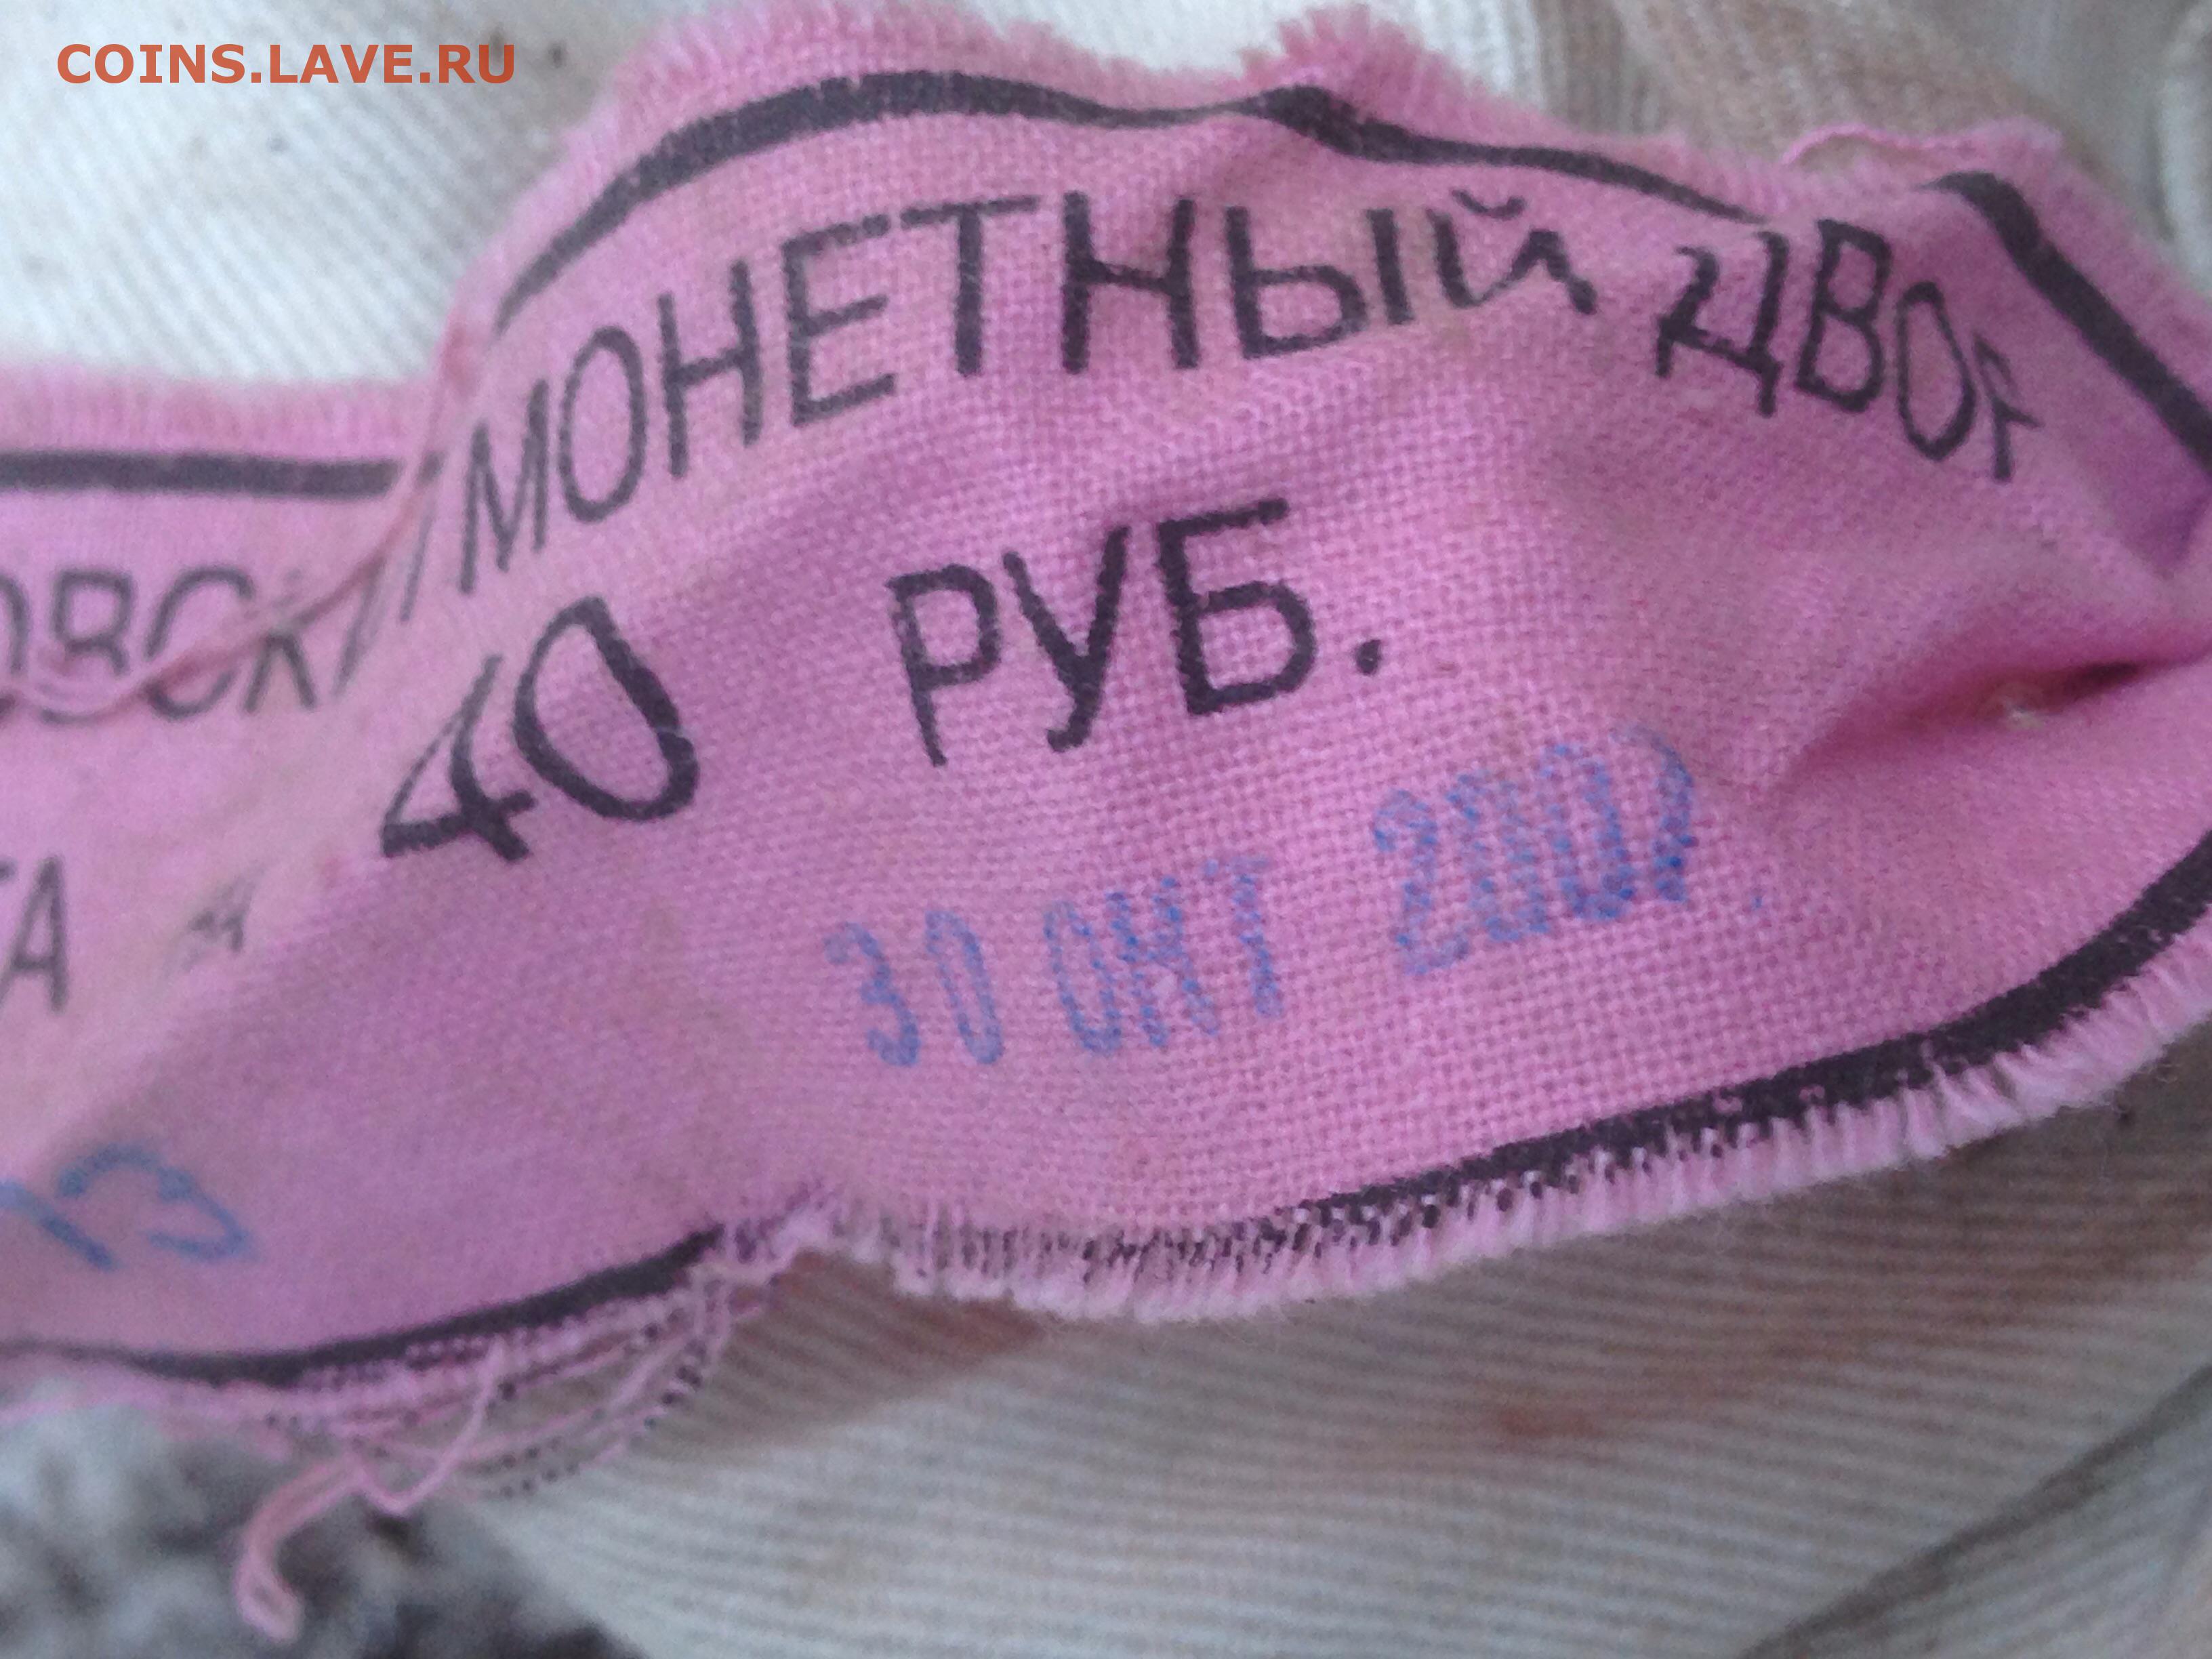 COINS.LAVE.RU
МОНЕТНЫЙ ДВОР
40 РУБ.
30 ОКТ 2002